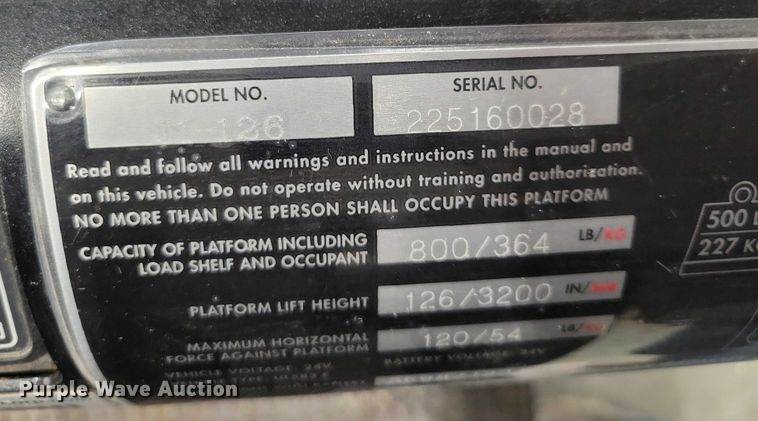 MODEL NO.
126
SERIAL NO.
225160028
Read and follow all warnings and instructions in the manual and
on this vehicle. Do not operate without training and authorization.
NO MORE THAN ONE PERSON SHALL OCCUPY THIS PLATFORM
CAPACITY OF PLATFORM INCLUDING
LOAD SHELF AND OCCUPANT
800/364 LB/KG
PLATFORM LIFT HEIGHT
126/3200 IN/MM
MAXIMUM HORIZONTAL
FORCE AGAINST PLATFORM
120/54 LB/KG
VEHICLE VOLTAGE, 24V
BATTERY VOLTAGE, 24V
500 L
227 K
Purple Wave Auction